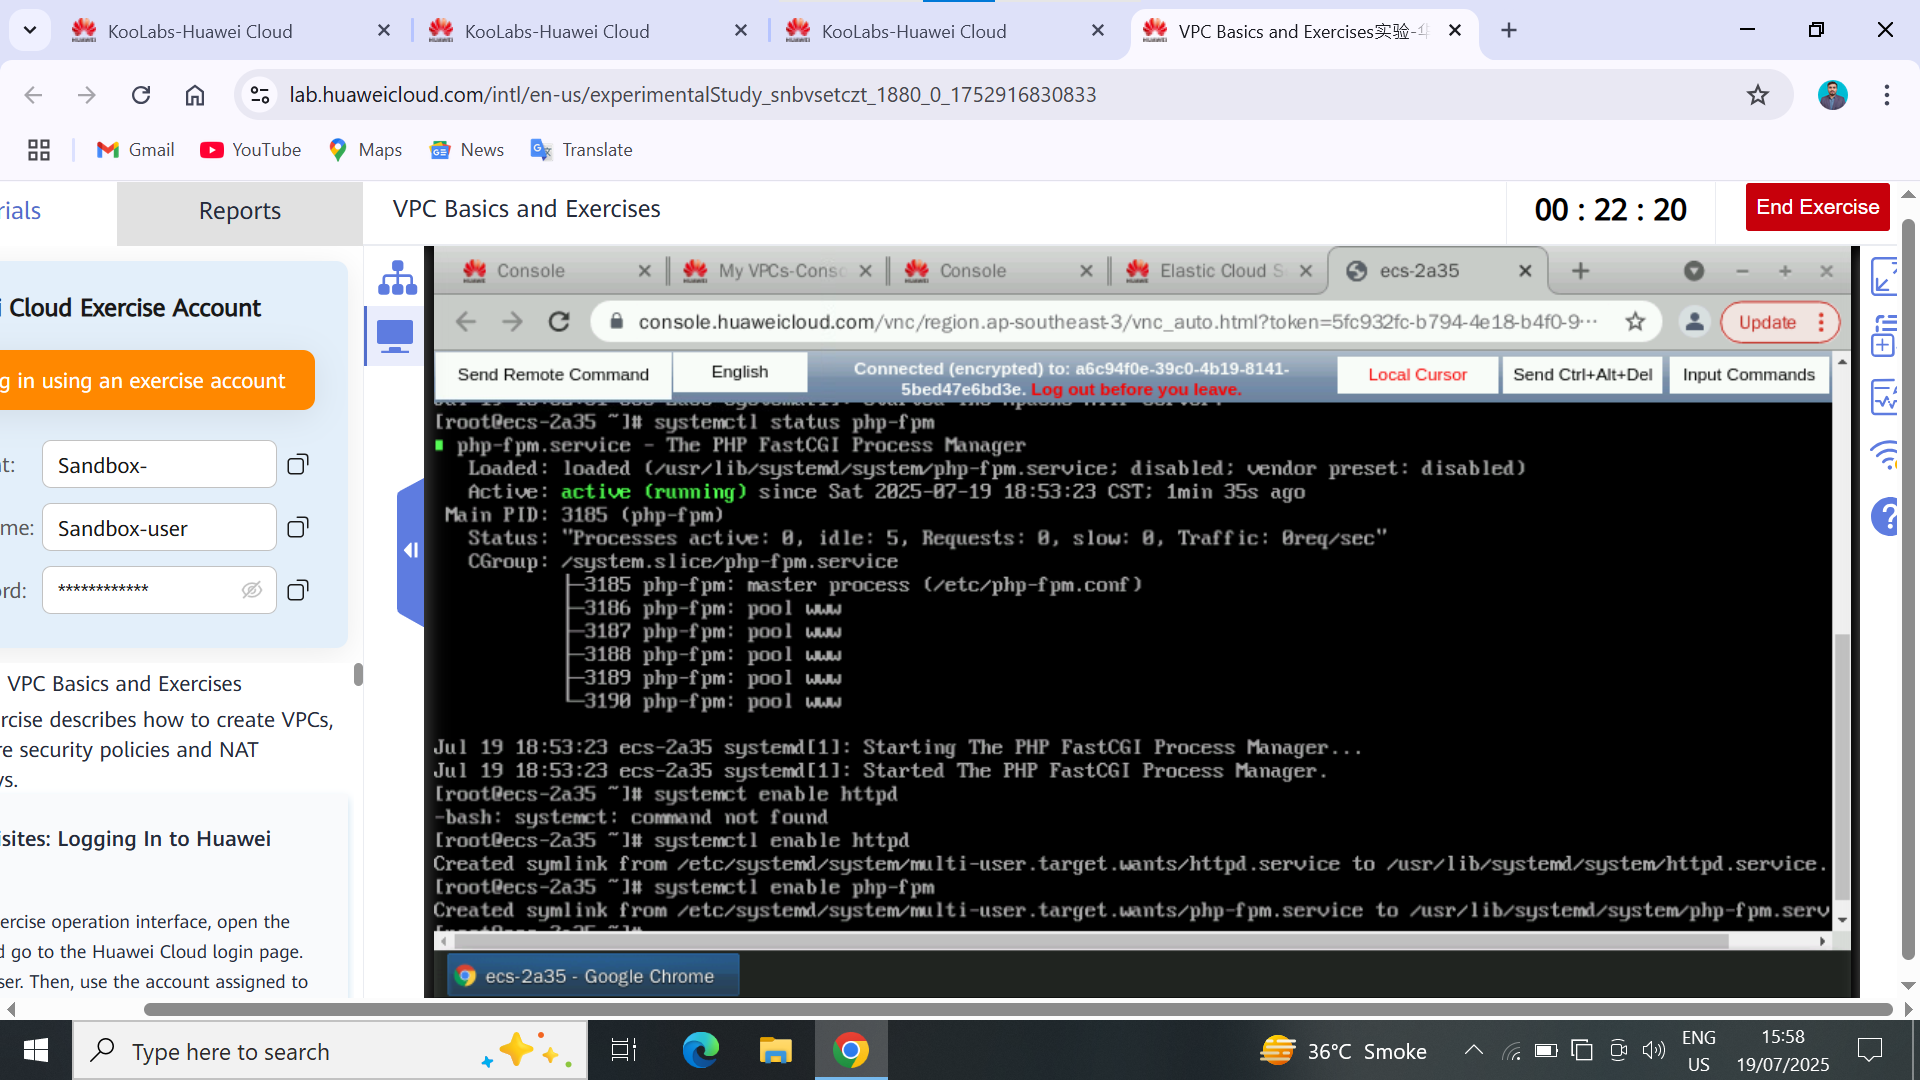 KooLabs-Huawei Cloud
KooLabs-Huawei Cloud
KooLabs-Huawei Cloud
VPC Basics and Exercises实验-
lab.huaweicloud.com/intl/en-us/experimentalStudy_snbvsetczt_1880_0_1752916830833
Gmail
YouTube
Maps
News
Translate
rials
Reports
VPC Basics and Exercises
00 : 22 : 20
End Exercise
i Cloud Exercise Account
g in using an exercise account
t:
Sandbox-
me:
Sandbox-user
ord:
************
VPC Basics and Exercises
rcise describes how to create VPCs,
re security policies and NAT
ys.
isites: Logging In to Huawei
ercise operation interface, open the
d go to the Huawei Cloud login page.
ser. Then, use the account assigned to
Console
My VPCs-Conso
Console
Elastic Cloud S
ecs-2a35
console.huaweicloud.com/vnc/region.ap-southeast-3/vnc_auto.html?token=5fc932fc-b794-4e18-b4f0-9···
Update
Send Remote Command
English
Connected (encrypted) to: a6c94f0e-39c0-4b19-8141-
5bed47e6bd3e. Log out before you leave.
Local Cursor
Send Ctrl+Alt+Del
Input Commands
[root@ecs-2a35 ~]# systemctl status php-fpm
php-fpm.service - The PHP FastCGI Process Manager
Loaded: loaded (/usr/lib/systemd/system/php-fpm.service; disabled; vendor preset: disabled)
Active: active (running) since Sat 2025-07-19 18:53:23 CST; 1min 35s ago
Main PID: 3185 (php-fpm)
Status: "Processes active: 0, idle: 5, Requests: 0, slow: 0, Traffic: 0req/sec"
CGroup: /system.slice/php-fpm.service
├─3185 php-fpm: master process (/etc/php-fpm.conf)
├─3186 php-fpm: pool www
├─3187 php-fpm: pool www
├─3188 php-fpm: pool www
├─3189 php-fpm: pool www
└─3190 php-fpm: pool www
Jul 19 18:53:23 ecs-2a35 systemd[1]: Starting The PHP FastCGI Process Manager...
Jul 19 18:53:23 ecs-2a35 systemd[1]: Started The PHP FastCGI Process Manager.
[root@ecs-2a35 ~]# systemct enable httpd
-bash: systemct: command not found
[root@ecs-2a35 ~]# systemctl enable httpd
Created symlink from /etc/systemd/system/multi-user.target.wants/httpd.service to /usr/lib/systemd/system/httpd.service.
[root@ecs-2a35 ~]# systemctl enable php-fpm
Created symlink from /etc/systemd/system/multi-user.target.wants/php-fpm.service to /usr/lib/systemd/system/php-fpm.serv
ecs-2a35 - Google Chrome
Type here to search
36°C Smoke
ENG
US
15:58
19/07/2025